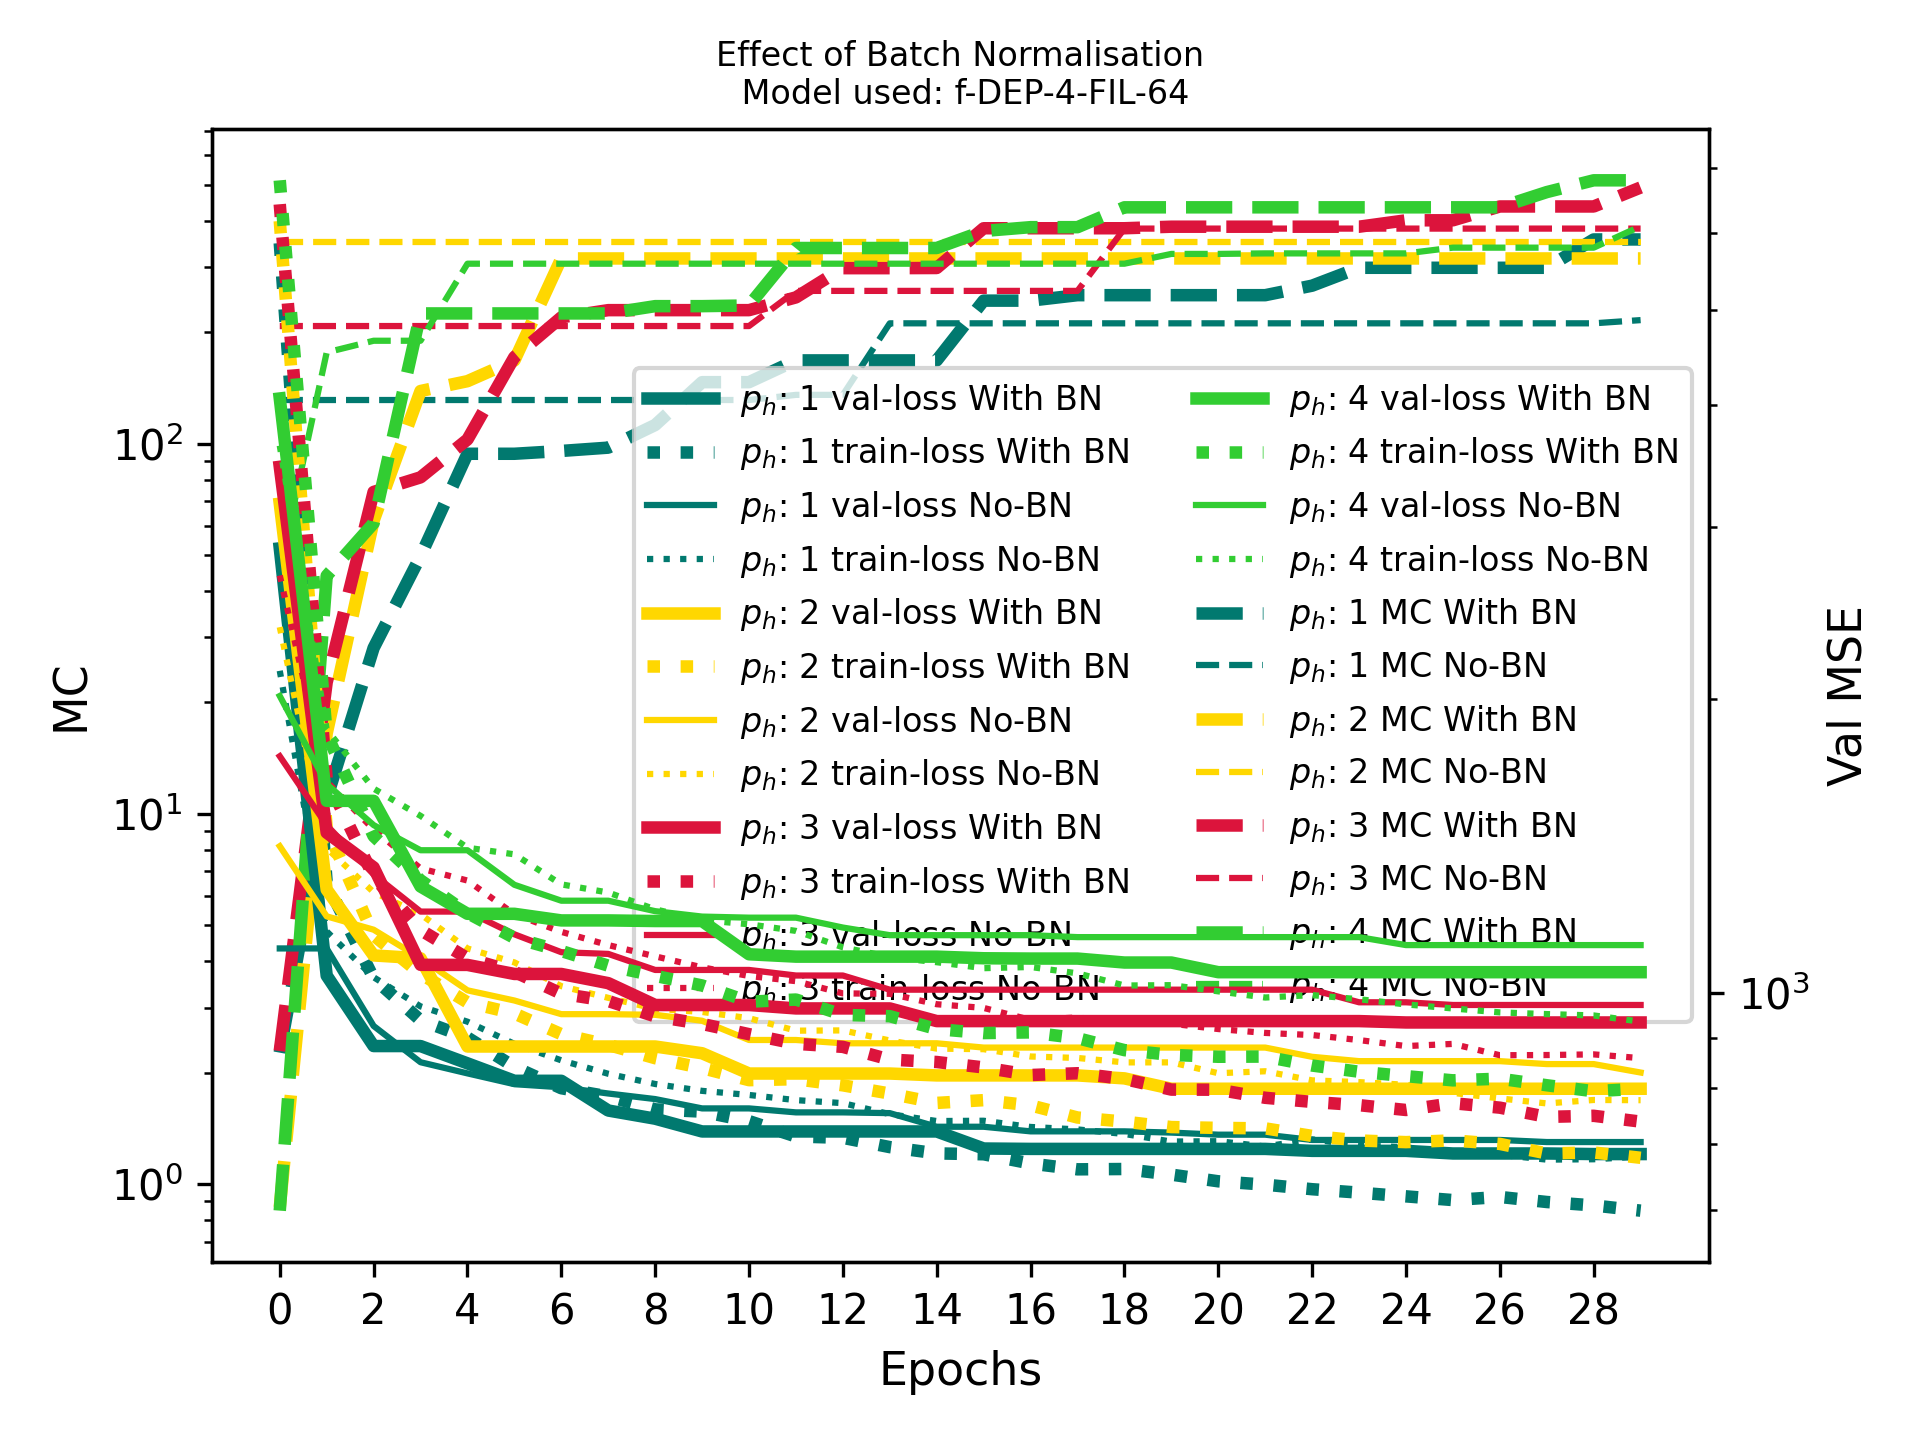 Effect of Batch Normalisation
Model used: f-DEP-4-FIL-64
MC
10²
10¹
10⁰
p_h: 1 val-loss With BN
p_h: 1 train-loss With BN
p_h: 1 val-loss No-BN
p_h: 1 train-loss No-BN
p_h: 2 val-loss With BN
p_h: 2 train-loss With BN
p_h: 2 val-loss No-BN
p_h: 2 train-loss No-BN
p_h: 3 val-loss With BN
p_h: 3 train-loss With BN
p_h: 3 val-loss No-BN
p_h: 3 train-loss No-BN
p_h: 4 val-loss With BN
p_h: 4 train-loss With BN
p_h: 4 val-loss No-BN
p_h: 4 train-loss No-BN
p_h: 1 MC With BN
p_h: 1 MC No-BN
p_h: 2 MC With BN
p_h: 2 MC No-BN
p_h: 3 MC With BN
p_h: 3 MC No-BN
p_h: 4 MC With BN
p_h: 4 MC No-BN
10³
Val MSE
0 2 4 6 8 10 12 14 16 18 20 22 24 26 28
Epochs